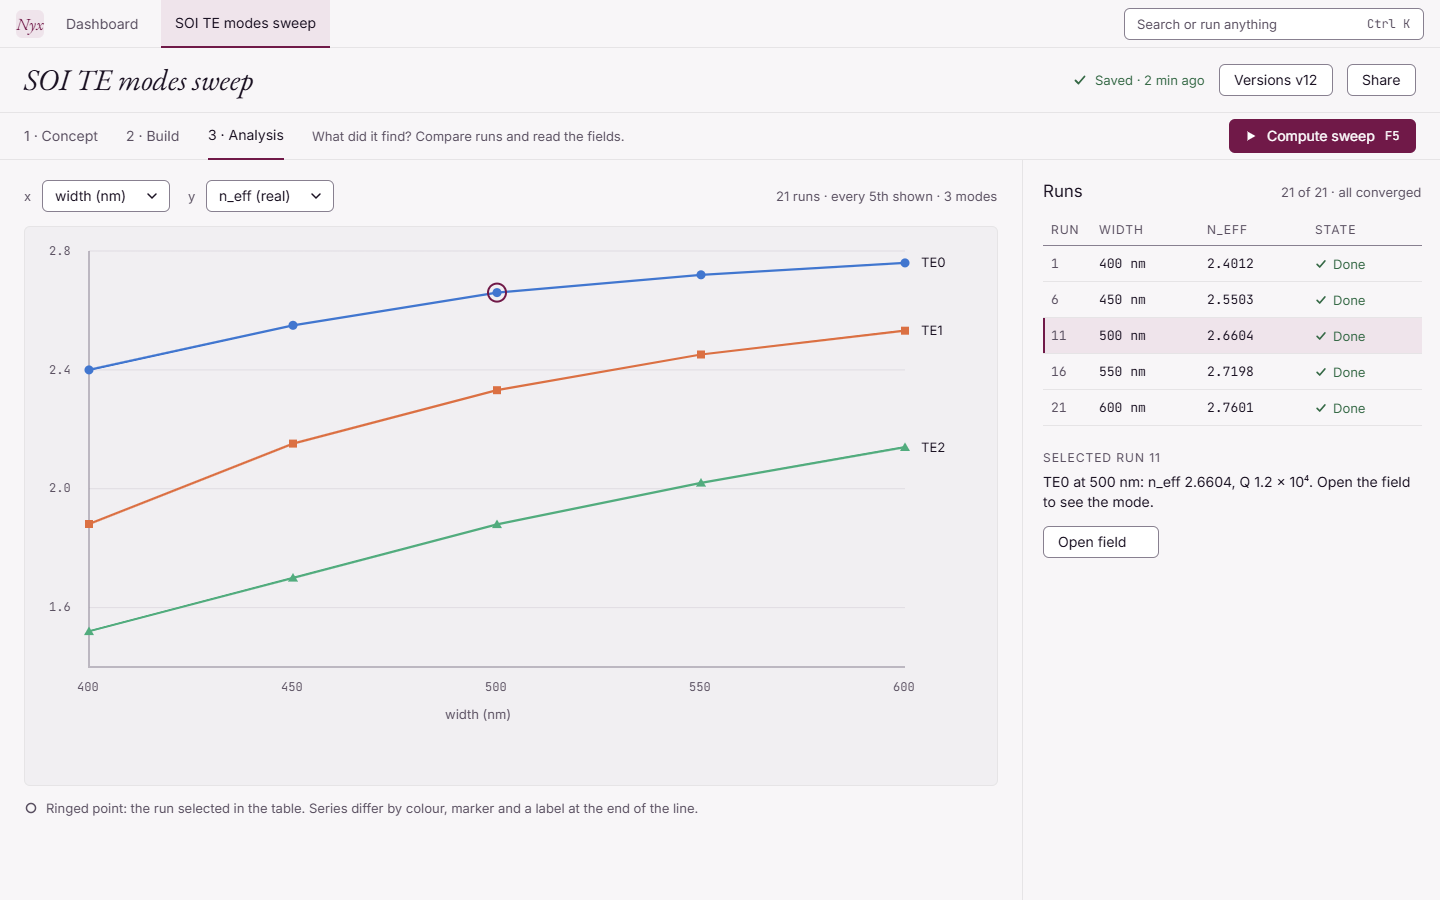 Nyx Dashboard SOI TE modes sweep Search or run anything Ctrl K
SOI TE modes sweep
Saved · 2 min ago Versions v12 Share
1 · Concept 2 · Build 3 · Analysis What did it find? Compare runs and read the fields. Compute sweep F5
x width (nm) y n_eff (real) 21 runs · every 5th shown · 3 modes
2.8
2.4
2.0
1.6
TE0
TE1
TE2
400 450 500 550 600
width (nm)
Ringed point: the run selected in the table. Series differ by colour, marker and a label at the end of the line.
Runs 21 of 21 · all converged
RUN WIDTH N_EFF STATE
1 400 nm 2.4012 Done
6 450 nm 2.5503 Done
11 500 nm 2.6604 Done
16 550 nm 2.7198 Done
21 600 nm 2.7601 Done
SELECTED RUN 11
TE0 at 500 nm: n_eff 2.6604, Q 1.2 × 10⁴. Open the field
to see the mode.
Open field